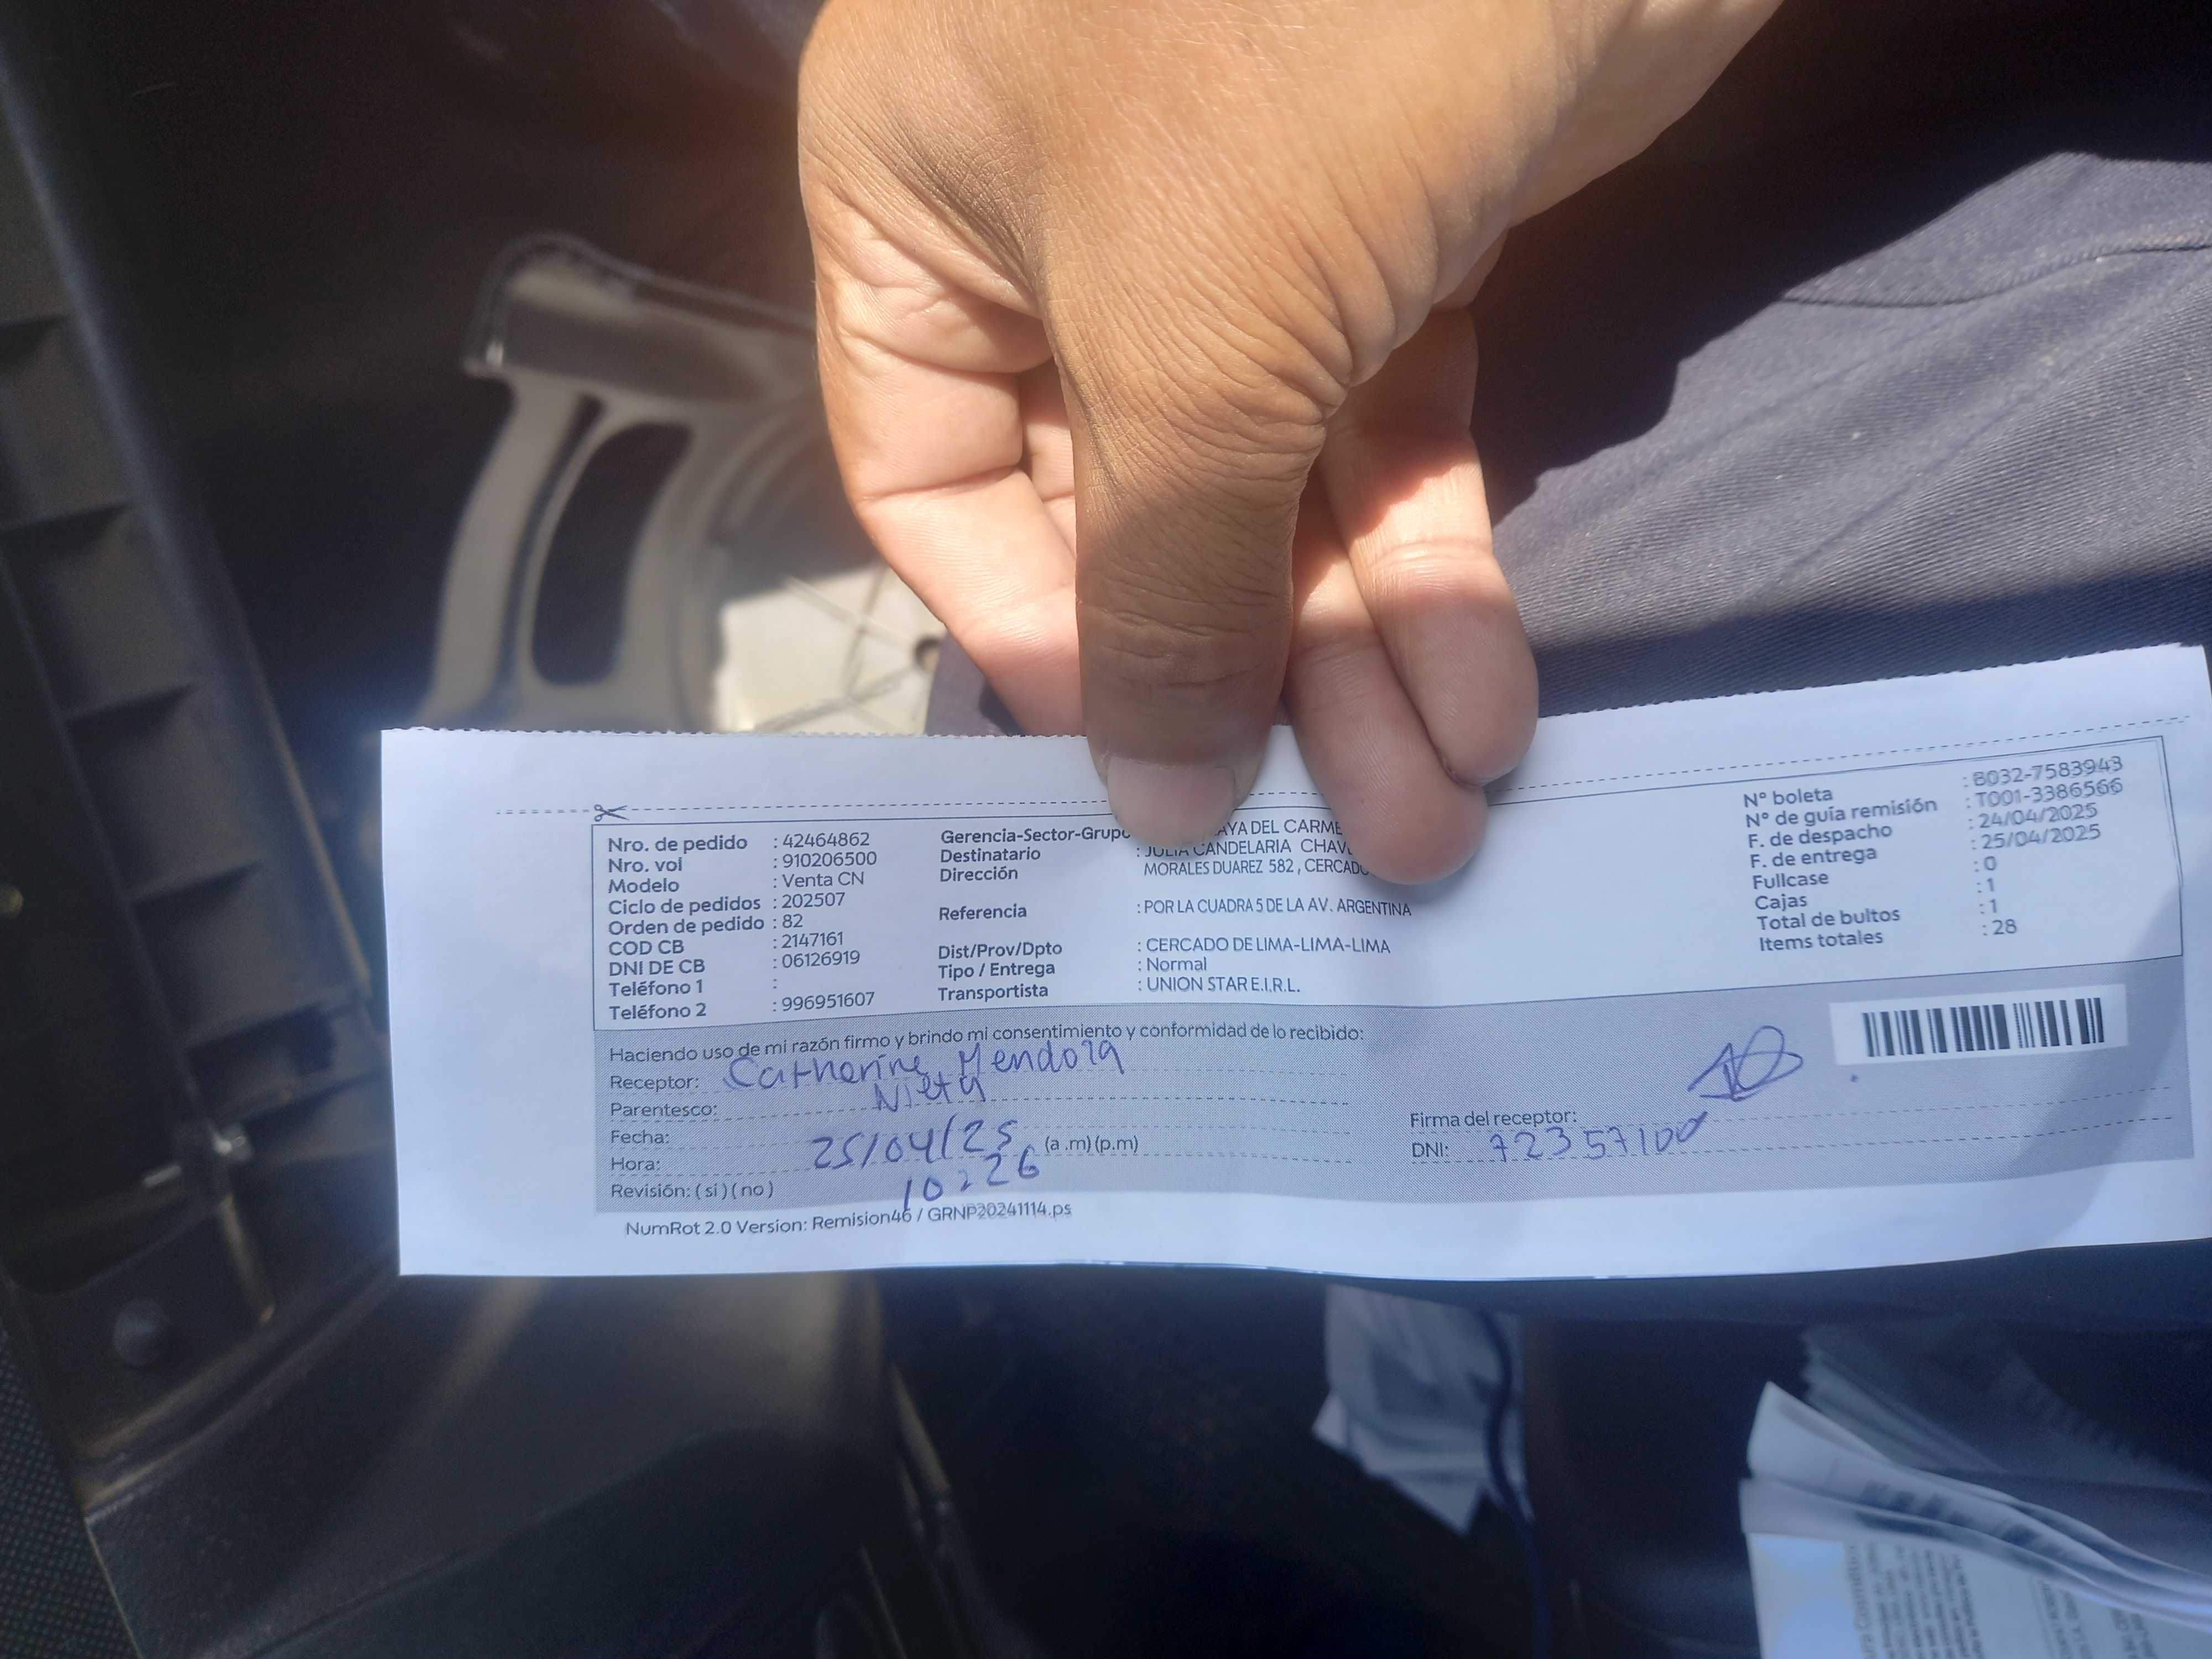 Nro. de pedido : 42464862
Nro. vol : 910206500
Modelo : Venta CN
Ciclo de pedidos : 202507
Orden de pedido : 82
COD CB : 2147161
DNI DE CB : 06126919
Teléfono 1 :
Teléfono 2 : 996951607
Gerencia-Sector-Grupo AYA DEL CARME
Destinatario : JULIA CANDELARIA CHAV
Dirección MORALES DUAREZ 582 , CERCADO
Referencia : POR LA CUADRA 5 DE LA AV. ARGENTINA
Dist/Prov/Dpto : CERCADO DE LIMA-LIMA-LIMA
Tipo / Entrega : Normal
Transportista : UNION STAR E.I.R.L.
N° boleta : B032-7583943
N° de guía remisión : T001-3386566
F. de despacho : 24/04/2025
F. de entrega : 25/04/2025
Fullcase : 0
Cajas : 1
Total de bultos : 1
Items totales : 28
Haciendo uso de mi razón firmo y brindo mi consentimiento y conformidad de lo recibido:
Receptor: Catherine Mendoza
Parentesco: Nieta
Fecha: 25/04/25
Hora: 10:26 (a .m) (p.m)
Revisión: ( si ) ( no )
Firma del receptor:
DNI: 72357100
NumRot 2.0 Version: Remision46 / GRNP20241114.ps